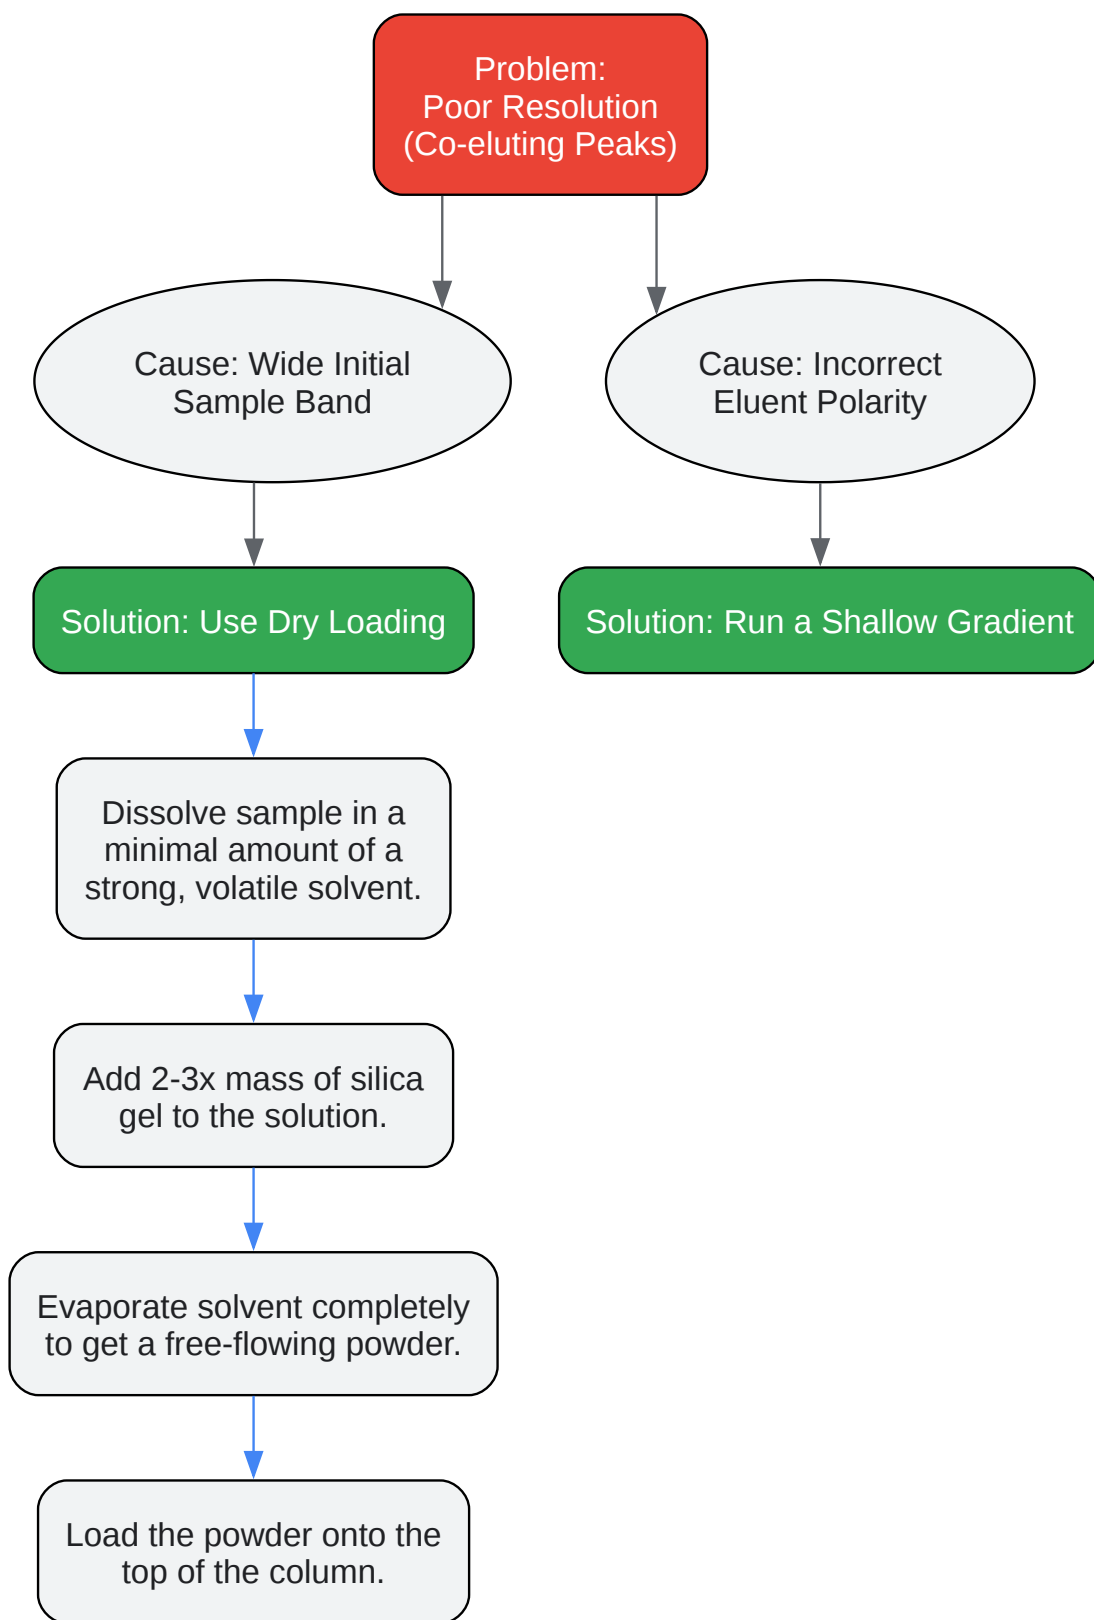 Problem:
Poor Resolution
(Co-eluting Peaks)
Cause: Wide Initial
Sample Band
Cause: Incorrect
Eluent Polarity
Solution: Use Dry Loading
Solution: Run a Shallow Gradient
Dissolve sample in a
minimal amount of a
strong, volatile solvent.
Add 2-3x mass of silica
gel to the solution.
Evaporate solvent completely
to get a free-flowing powder.
Load the powder onto the
top of the column.